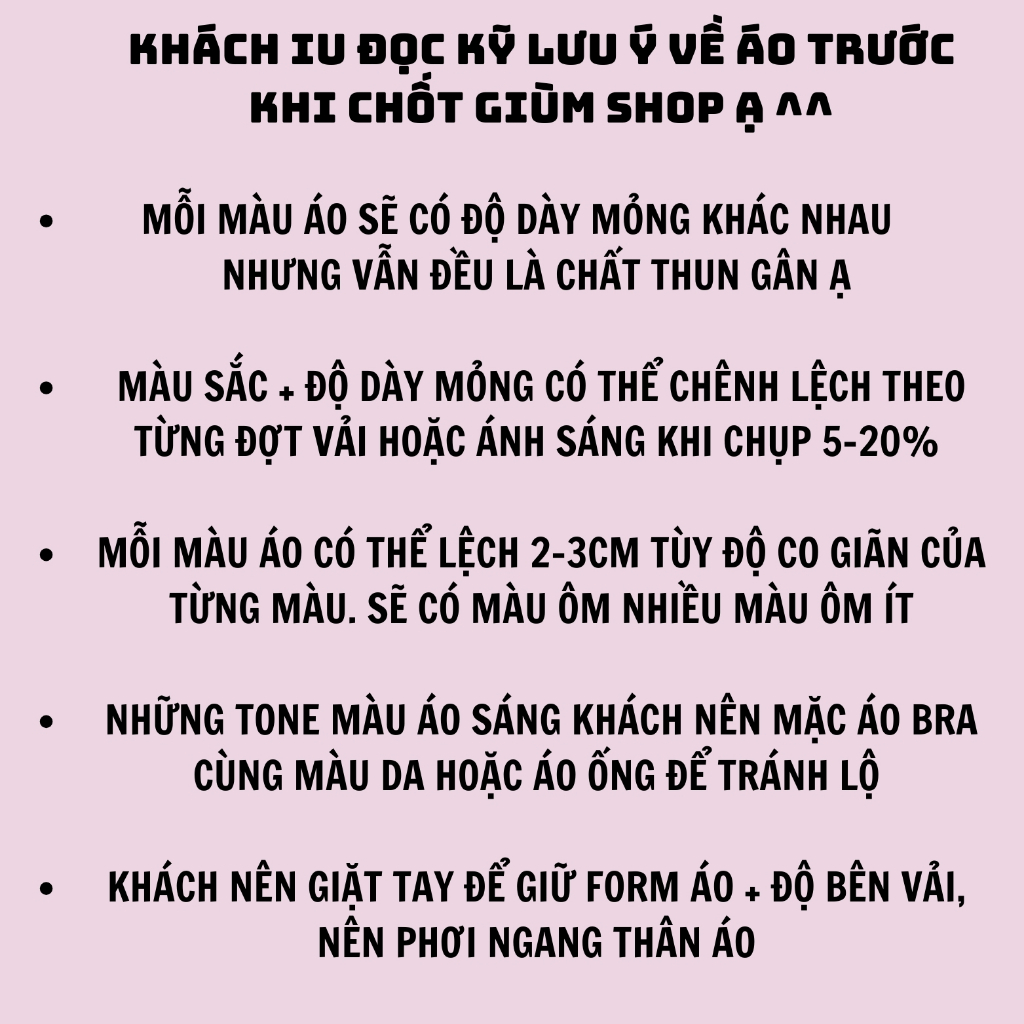 KHÁCH IU ĐỌC KỸ LƯU Ý VỀ ÁO TRƯỚC
KHI CHỐT GIÙM SHOP Ạ ^^
• MỖI MÀU ÁO SẼ CÓ ĐỘ DÀY MỎNG KHÁC NHAU
NHƯNG VẪN ĐỀU LÀ CHẤT THUN GÂN Ạ
• MÀU SẮC + ĐỘ DÀY MỎNG CÓ THỂ CHÊNH LỆCH THEO
TỪNG ĐỢT VẢI HOẶC ÁNH SÁNG KHI CHỤP 5-20%
• MỖI MÀU ÁO CÓ THỂ LỆCH 2-3CM TÙY ĐỘ CO GIÃN CỦA
TỪNG MÀU. SẼ CÓ MÀU ÔM NHIỀU MÀU ÔM ÍT
• NHỮNG TONE MÀU ÁO SÁNG KHÁCH NÊN MẶC ÁO BRA
CÙNG MÀU DA HOẶC ÁO ỐNG ĐỂ TRÁNH LỘ
• KHÁCH NÊN GIẶT TAY ĐỂ GIỮ FORM ÁO + ĐỘ BÊN VẢI,
NÊN PHƠI NGANG THÂN ÁO